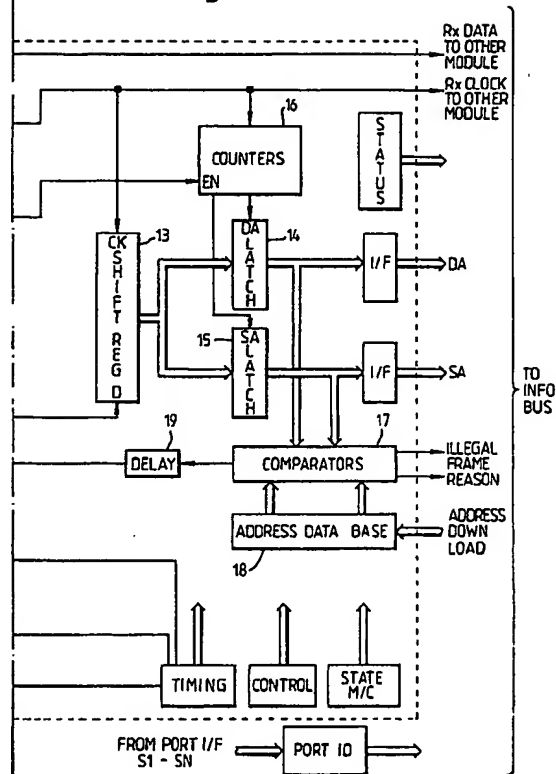 Rx DATA
TO OTHER
MODULE
Rx CLOCK
TO OTHER
MODULE
16
COUNTERS
EN
STATUS
13
CK
SHIFT REG
D
DA
LATCH
14
I/F
DA
15
SA
LATCH
I/F
SA
TO
INFO
BUS
19
DELAY
17
COMPARATORS
ILLEGAL
FRAME
REASON
ADDRESS DATA BASE
18
ADDRESS
DOWN
LOAD
TIMING
CONTROL
STATE
M/C
FROM PORT I/F
S1 - SN
PORT ID